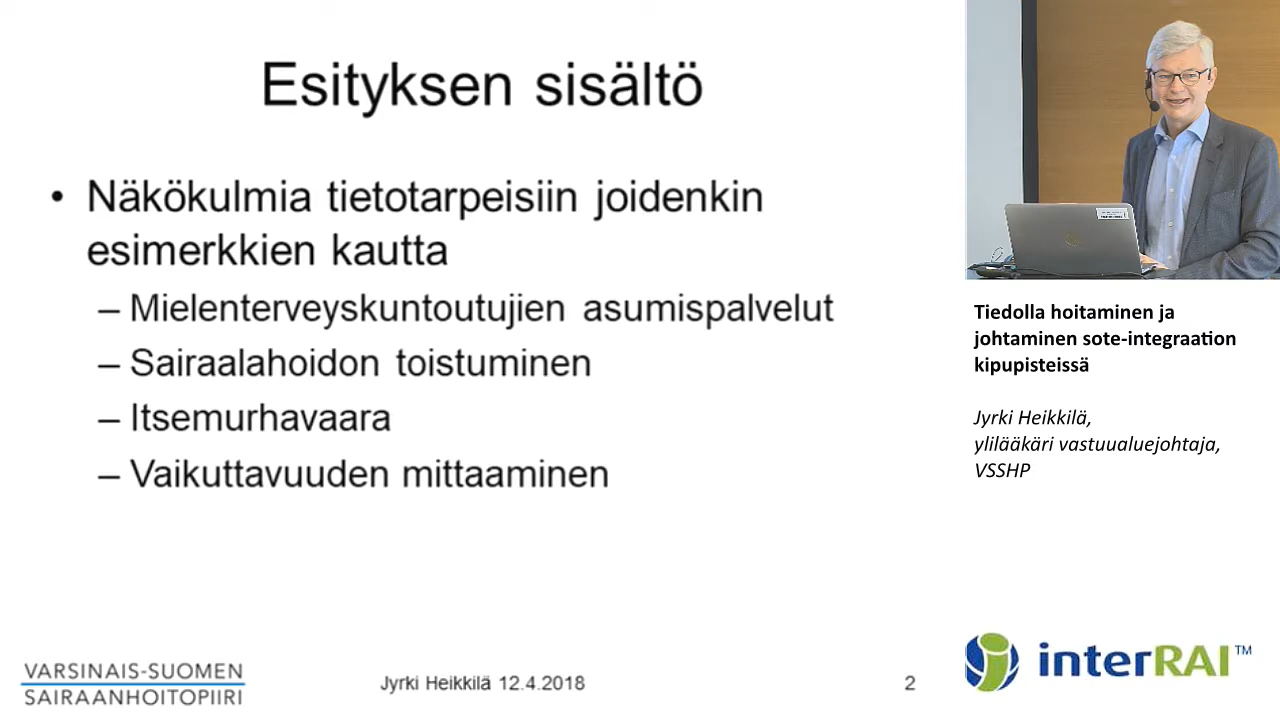 Esityksen sisältö
• Näkökulmia tietotarpeisiin joidenkin
esimerkkien kautta
– Mielenterveyskuntoutujien asumispalvelut
– Sairaalahoidon toistuminen
– Itsemurhavaara
– Vaikuttavuuden mittaaminen
VARSINAIS-SUOMEN
SAIRAANHOITOPIIRI
Jyrki Heikkilä 12.4.2018
2
Tiedolla hoitaminen ja
johtaminen sote-integraation
kipupisteissä
Jyrki Heikkilä,
ylilääkäri vastuualuejohtaja,
VSSHP
interRAI™